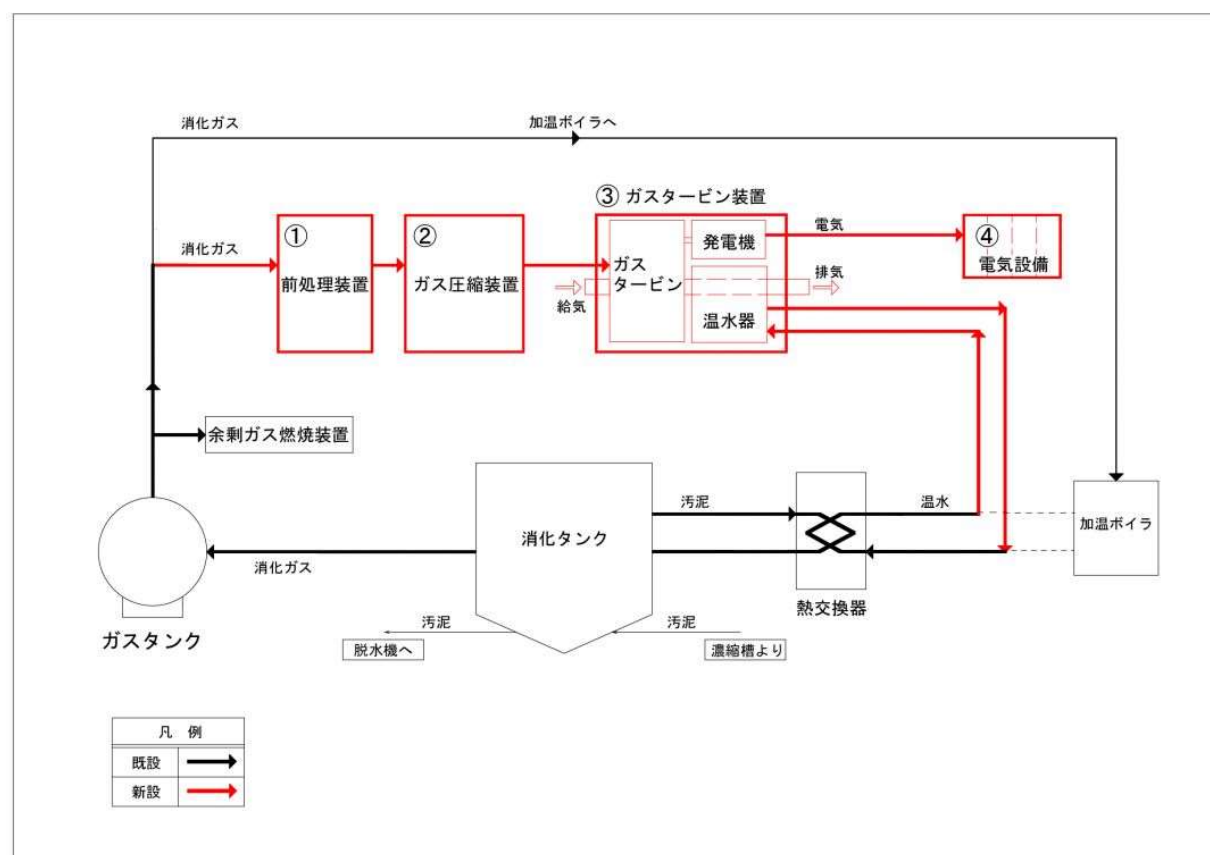 消化ガス
加温ボイラへ
③ ガスタービン装置
消化ガス
①
前処理装置
②
ガス圧縮装置
ガス
タービン
発電機
電気
④
電気設備
給気
排気
温水器
余剰ガス燃焼装置
汚泥
温水
消化タンク
加温ボイラ
消化ガス
熱交換器
ガスタンク
汚泥
汚泥
脱水機へ
濃縮槽より
凡 例
既設
新設